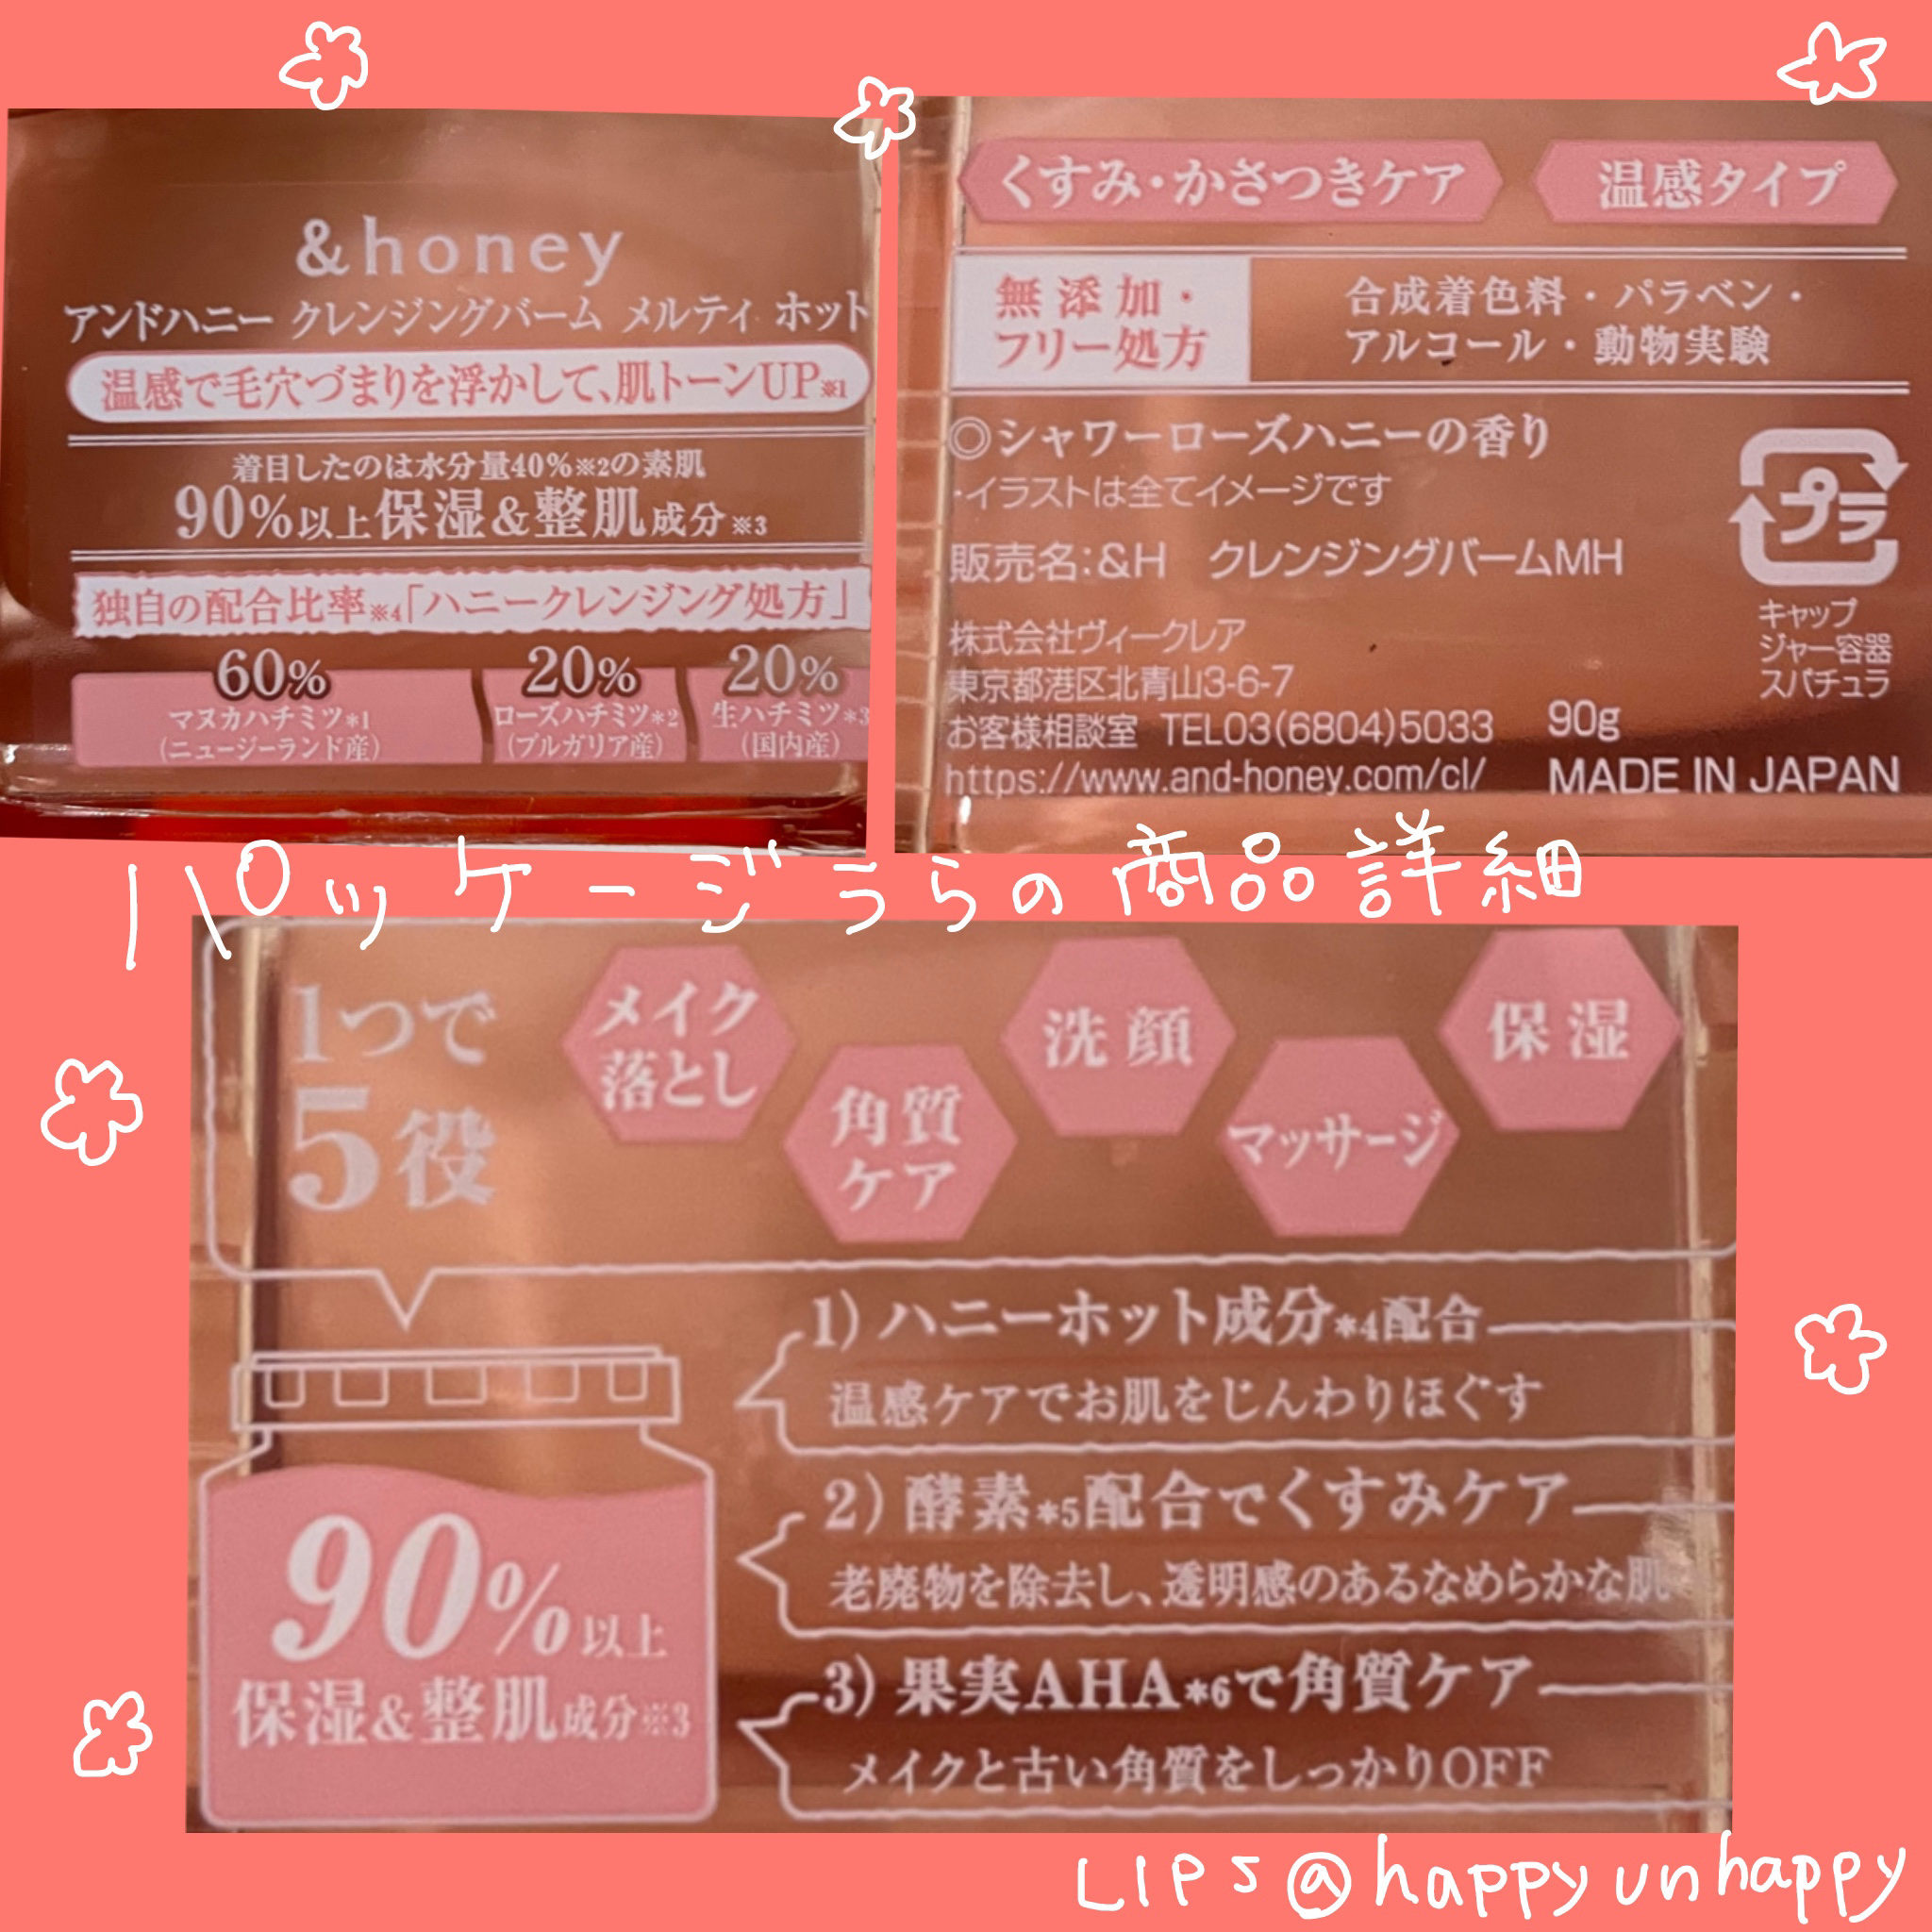 &honey
アンドハニー クレンジングバーム メルティ ホット
温感で毛穴づまりを浮かして、肌トーンUP※1
着目したのは水分量40%※2の素肌
90%以上保湿&整肌成分※3
独自の配合比率※4「ハニークレンジング処方」
60%
マヌカハチミツ*1
(ニュージーランド産)
20%
ローズハチミツ*2
(ブルガリア産)
20%
生ハチミツ*3
(国内産)
くすみ・かさつきケア
温感タイプ
無添加・
フリー処方
合成着色料・パラベン・
アルコール・動物実験
◎シャワーローズハニーの香り
・イラストは全てイメージです
販売名:&H クレンジングバームMH
株式会社ヴィークレア
東京都港区北青山3-6-7
お客様相談室 TEL03(6804)5033
https://www.and-honey.com/cl/
90g
MADE IN JAPAN
プラ
キャップ
ジャー容器
スパチュラ
パッケージうらの商品詳細
1つで
5役
メイク
落とし
角質
ケア
洗顔
マッサージ
保湿
90%以上
保湿&整肌成分※3
1)ハニーホット成分*4配合
温感ケアでお肌をじんわりほぐす
2)酵素*5配合でくすみケア
老廃物を除去し、透明感のあるなめらかな肌
3)果実AHA*6で角質ケア
メイクと古い角質をしっかりOFF
LIPS@happyunhappy